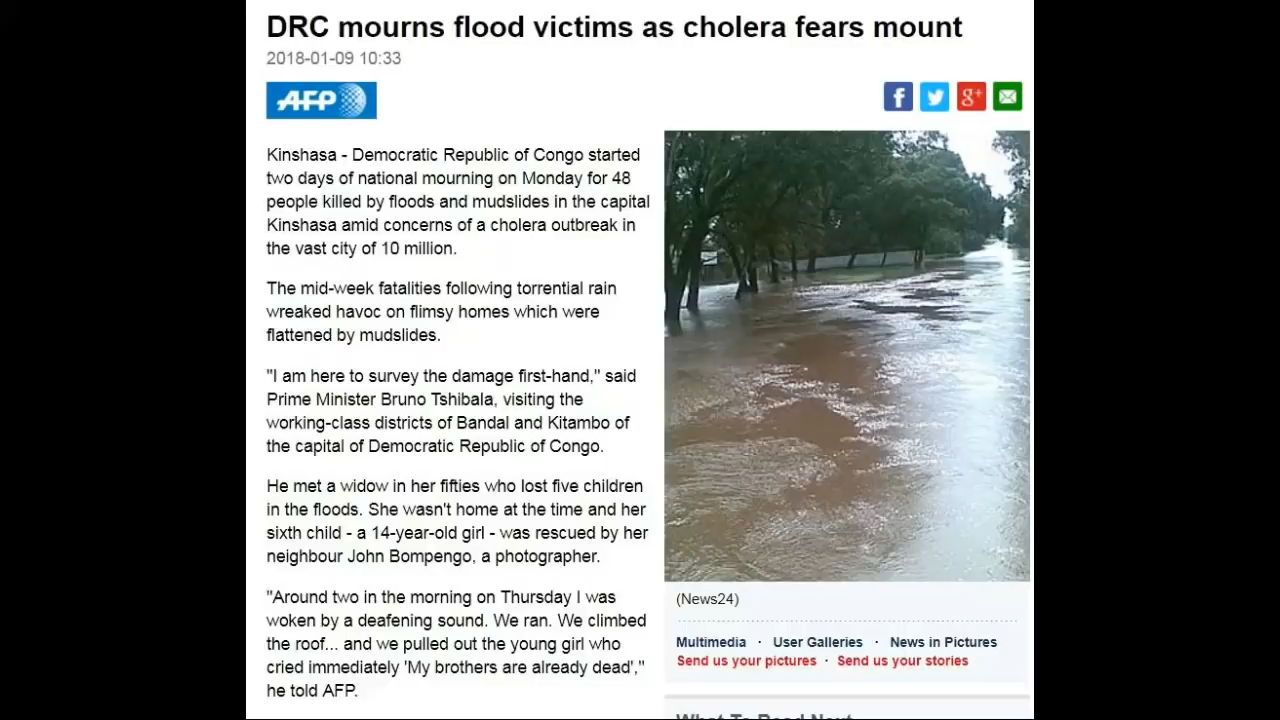 DRC mourns flood victims as cholera fears mount
2018-01-09 10:33
AFP
f
g+
Kinshasa - Democratic Republic of Congo started
two days of national mourning on Monday for 48
people killed by floods and mudslides in the capital
Kinshasa amid concerns of a cholera outbreak in
the vast city of 10 million.
The mid-week fatalities following torrential rain
wreaked havoc on flimsy homes which were
flattened by mudslides.
"I am here to survey the damage first-hand," said
Prime Minister Bruno Tshibala, visiting the
working-class districts of Bandal and Kitambo of
the capital of Democratic Republic of Congo.
He met a widow in her fifties who lost five children
in the floods. She wasn't home at the time and her
sixth child - a 14-year-old girl - was rescued by her
neighbour John Bompengo, a photographer.
"Around two in the morning on Thursday I was
woken by a deafening sound. We ran. We climbed
the roof... and we pulled out the young girl who
cried immediately 'My brothers are already dead',"
he told AFP.
(News24)
Multimedia · User Galleries · News in Pictures
Send us your pictures · Send us your stories
What To Read Next